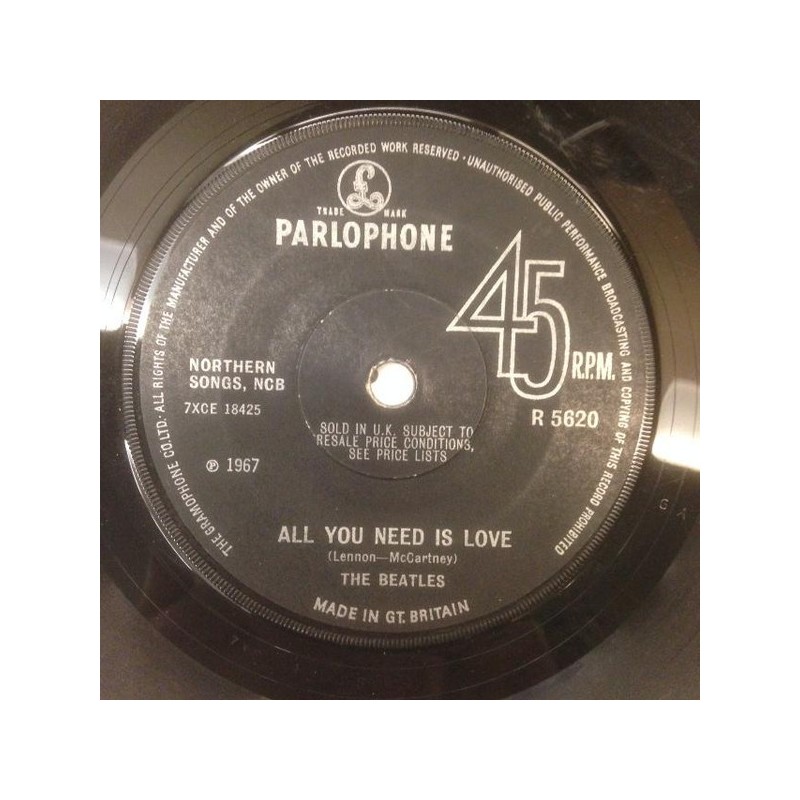 THE GRAMOPHONE CO. LTD. · ALL RIGHTS OF THE MANUFACTURER AND OF THE OWNER OF THE RECORDED WORK RESERVED · UNAUTHORISED PUBLIC PERFORMANCE BROADCASTING AND COPYING OF THIS RECORD PROHIBITED
£
TRADE MARK
PARLOPHONE
45 R.P.M.
R 5620
NORTHERN
SONGS, NCB
7XCE 18425
℗ 1967
SOLD IN U.K. SUBJECT TO
RESALE PRICE CONDITIONS,
SEE PRICE LISTS
ALL YOU NEED IS LOVE
(Lennon—McCartney)
THE BEATLES
MADE IN GT. BRITAIN
G A